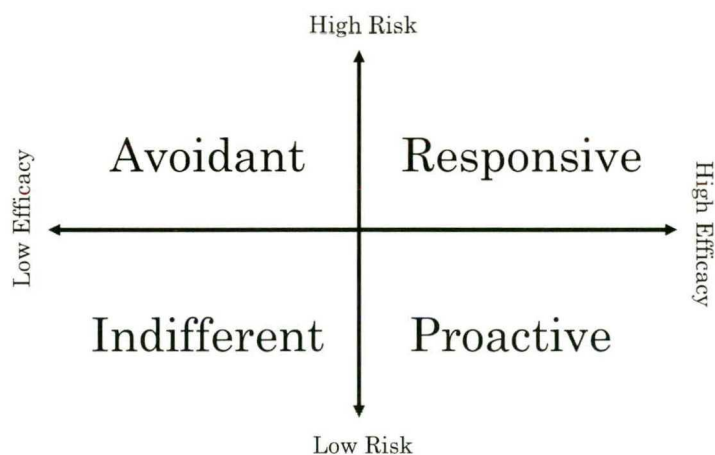 High Risk
Avoidant
Responsive
Low Efficacy
High Efficacy
Indifferent
Proactive
Low Risk